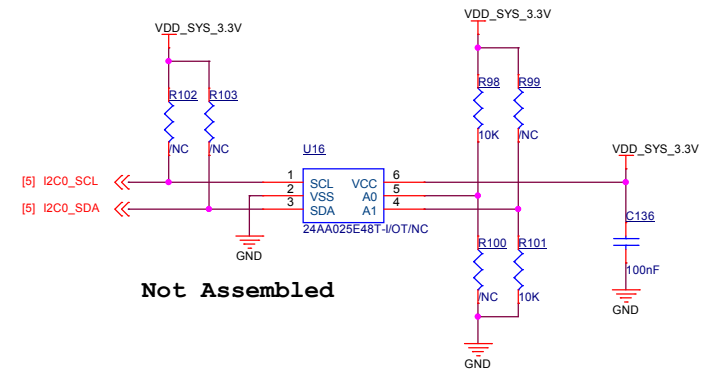 VDD_SYS_3.3V
VDD_SYS_3.3V
R102 R103
R98 R99
/NC /NC
10K /NC
U16
VDD_SYS_3.3V
[5] I2C0_SCL
1 SCL VCC 6
2 VSS A0 5
[5] I2C0_SDA
3 SDA A1 4
24AA025E48T-I/OT/NC
C136
R100 R101
GND
100nF
Not Assembled
/NC 10K
GND
GND